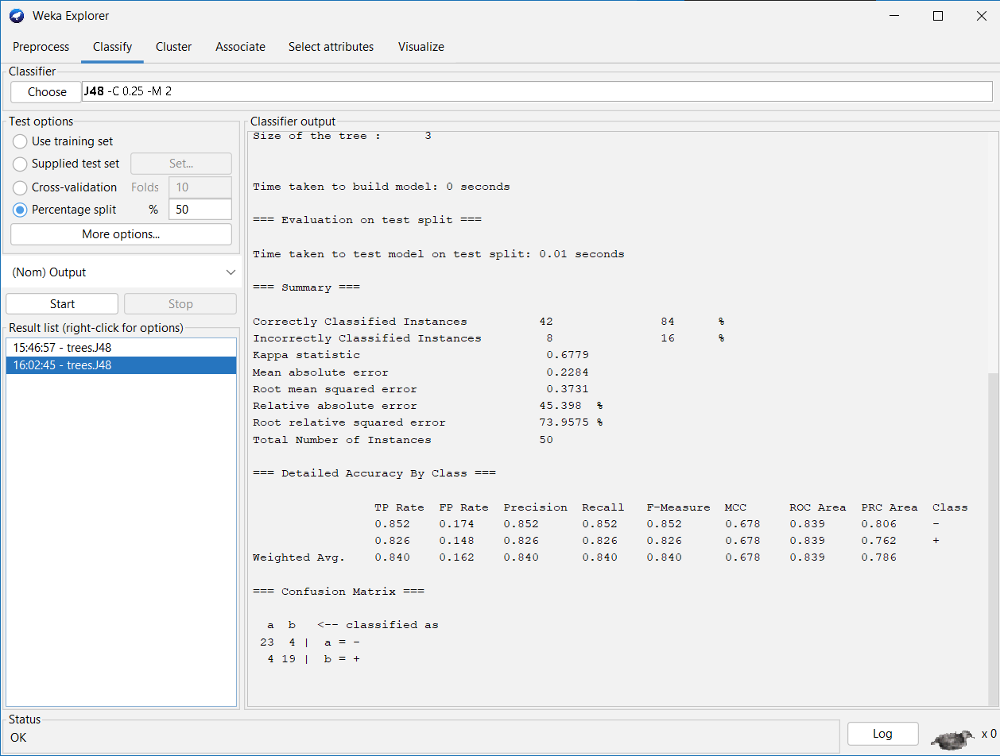 Weka Explorer
Preprocess Classify Cluster Associate Select attributes Visualize
Classifier
Choose J48 -C 0.25 -M 2
Test options
Use training set
Supplied test set Set...
Cross-validation Folds 10
Percentage split % 50
More options...
(Nom) Output
Start Stop
Result list (right-click for options)
15:46:57 - trees.J48
16:02:45 - trees.J48
Classifier output
Size of the tree : 3
Time taken to build model: 0 seconds
=== Evaluation on test split ===
Time taken to test model on test split: 0.01 seconds
=== Summary ===
Correctly Classified Instances 42 84 %
Incorrectly Classified Instances 8 16 %
Kappa statistic 0.6779
Mean absolute error 0.2284
Root mean squared error 0.3731
Relative absolute error 45.398 %
Root relative squared error 73.9575 %
Total Number of Instances 50
=== Detailed Accuracy By Class ===
TP Rate FP Rate Precision Recall F-Measure MCC ROC Area PRC Area Class
0.852 0.174 0.852 0.852 0.852 0.678 0.839 0.806 -
0.826 0.148 0.826 0.826 0.826 0.678 0.839 0.762 +
Weighted Avg. 0.840 0.162 0.840 0.840 0.840 0.678 0.839 0.786
=== Confusion Matrix ===
a b <-- classified as
23 4 | a = -
4 19 | b = +
Status
OK
Log
x 0